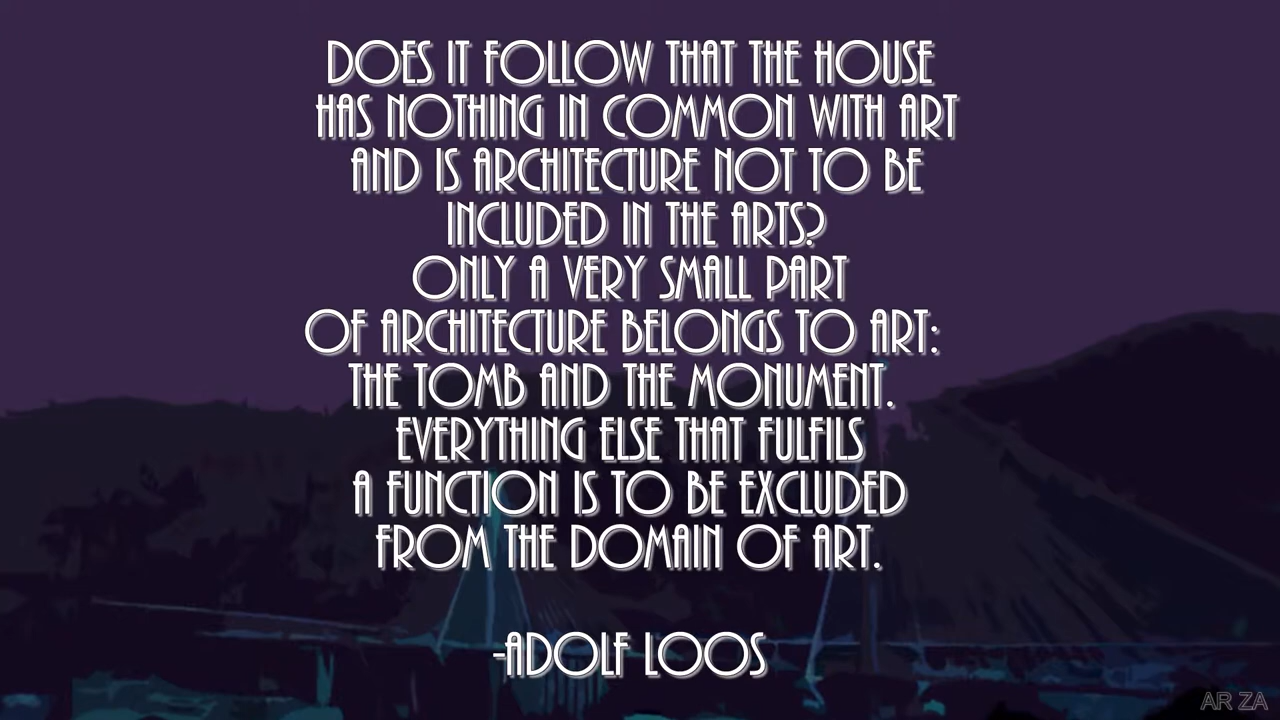 DOES IT FOLLOW THAT THE HOUSE
HAS NOTHING IN COMMON WITH ART
AND IS ARCHITECTURE NOT TO BE
INCLUDED IN THE ARTS?
ONLY A VERY SMALL PART
OF ARCHITECTURE BELONGS TO ART:
THE TOMB AND THE MONUMENT.
EVERYTHING ELSE THAT FULFILS
A FUNCTION IS TO BE EXCLUDED
FROM THE DOMAIN OF ART.
-ADOLF LOOS
AR ZA